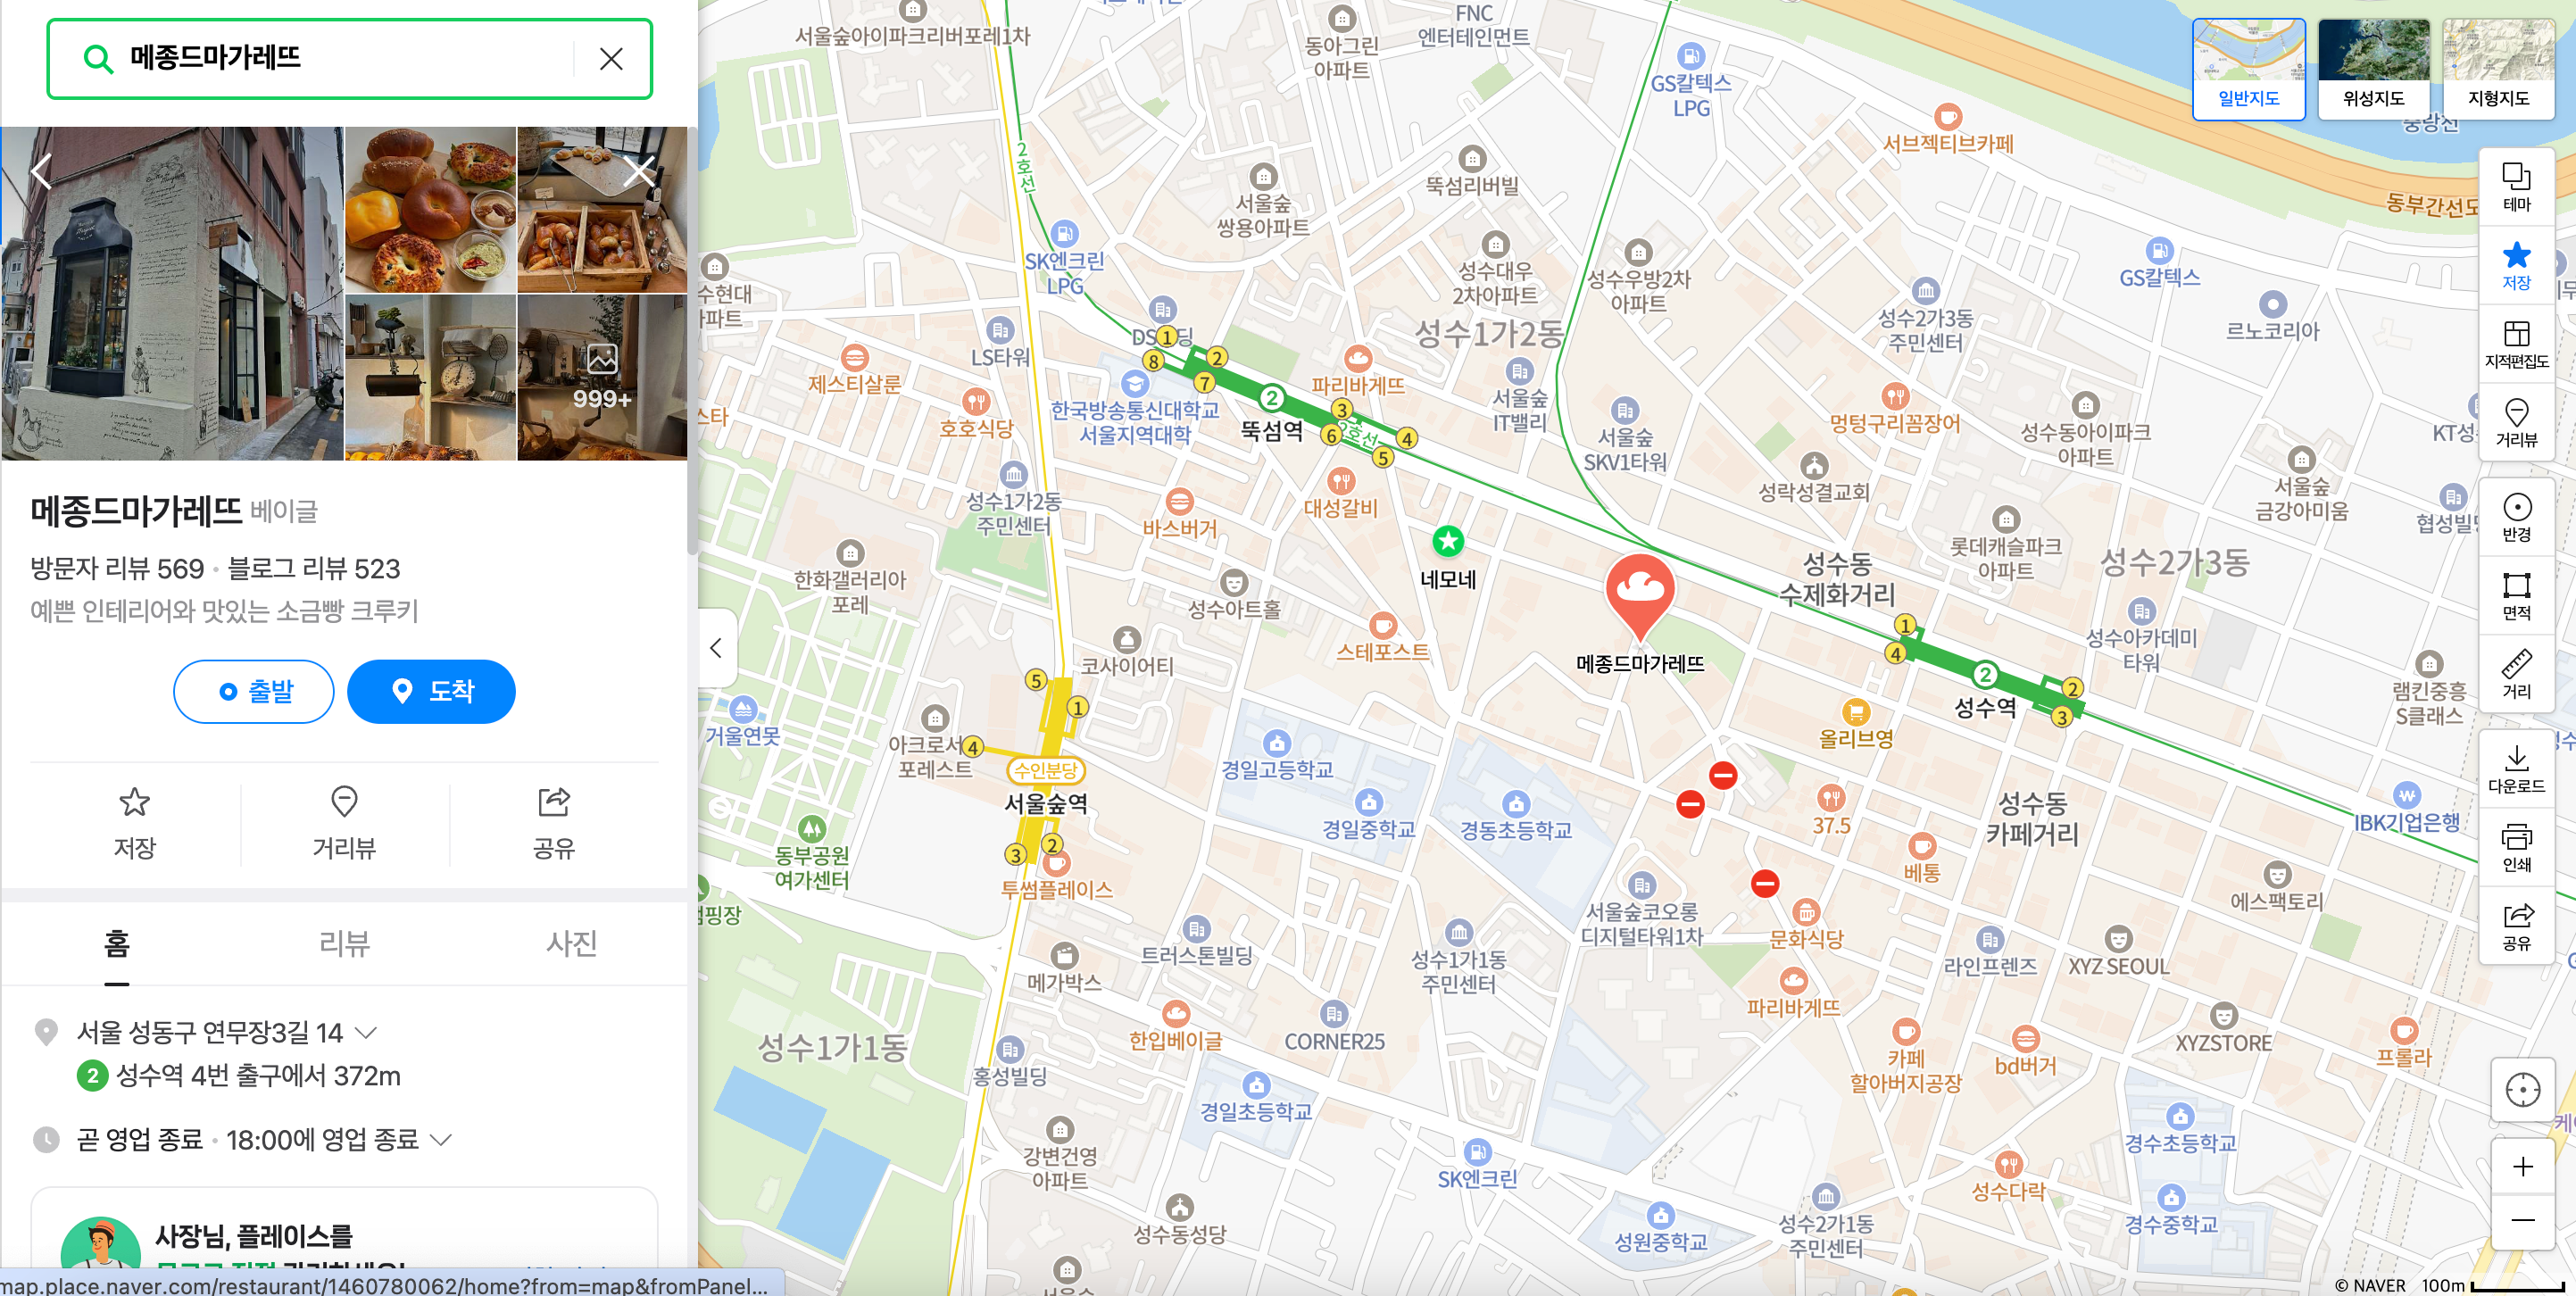 메종드마가레뜨
999+
메종드마가레뜨 베이글
방문자 리뷰 569 · 블로그 리뷰 523
예쁜 인테리어와 맛있는 소금빵 크루키
출발
도착
저장
거리뷰
공유
홈
리뷰
사진
서울 성동구 연무장3길 14
2 성수역 4번 출구에서 372m
곧 영업 종료 · 18:00에 영업 종료
사장님, 플레이스를
map.place.naver.com/restaurant/1460780062/home?from=map&fromPanel...
서울숲아이파크리버포레1차
동아그린
아파트
FNC
엔터테인먼트
GS칼텍스
LPG
서브젝티브카페
일반지도
위성지도
지형지도
중랑천
동부간선도
2호선
서울숲
쌍용아파트
뚝섬리버빌
SK엔크린
LPG
성수대우
2차아파트
성수우방2차
아파트
성수2가3동
주민센터
GS칼텍스
르노코리아
수현대
아파트
LS타워
1
8
2
7
성수1가2동
제스티살룬
파리바게뜨
호호식당
한국방송통신대학교
서울지역대학
2
뚝섬역
3
6
4
5
2호선
서울숲
IT밸리
서울숲
SKV1타워
멍텅구리꼼장어
성수동아이파크
아파트
성락성결교회
서울숲
금강아미움
성수1가2동
주민센터
바스버거
대성갈비
네모네
메종드마가레뜨
성수동
수제화거리
롯데캐슬파크
아파트
성수2가3동
한화갤러리아
포레
성수아트홀
스테포스트
코사이어티
1
4
2
성수역
2
3
성수아카데미
타워
램킨중흥
S클래스
거울연못
아크로서
포레스트
5
1
4
수인분당
서울숲역
3
2
투썸플레이스
동부공원
여가센터
경일고등학교
경일중학교
경동초등학교
올리브영
37.5
성수동
카페거리
베통
IBK기업은행
에스팩토리
서울숲코오롱
디지털타워1차
문화식당
라인프렌즈
XYZ SEOUL
XYZSTORE
메가박스
트러스톤빌딩
성수1가1동
주민센터
파리바게뜨
성수1가1동
한입베이글
CORNER25
홍성빌딩
카페
할아버지공장
bd버거
프롤라
경일초등학교
강변건영
아파트
SK엔크린
성수동성당
성원중학교
성수2가1동
주민센터
성수다락
경수초등학교
경수중학교
테마
저장
지적편집도
거리뷰
반경
면적
거리
다운로드
인쇄
공유
© NAVER
100m